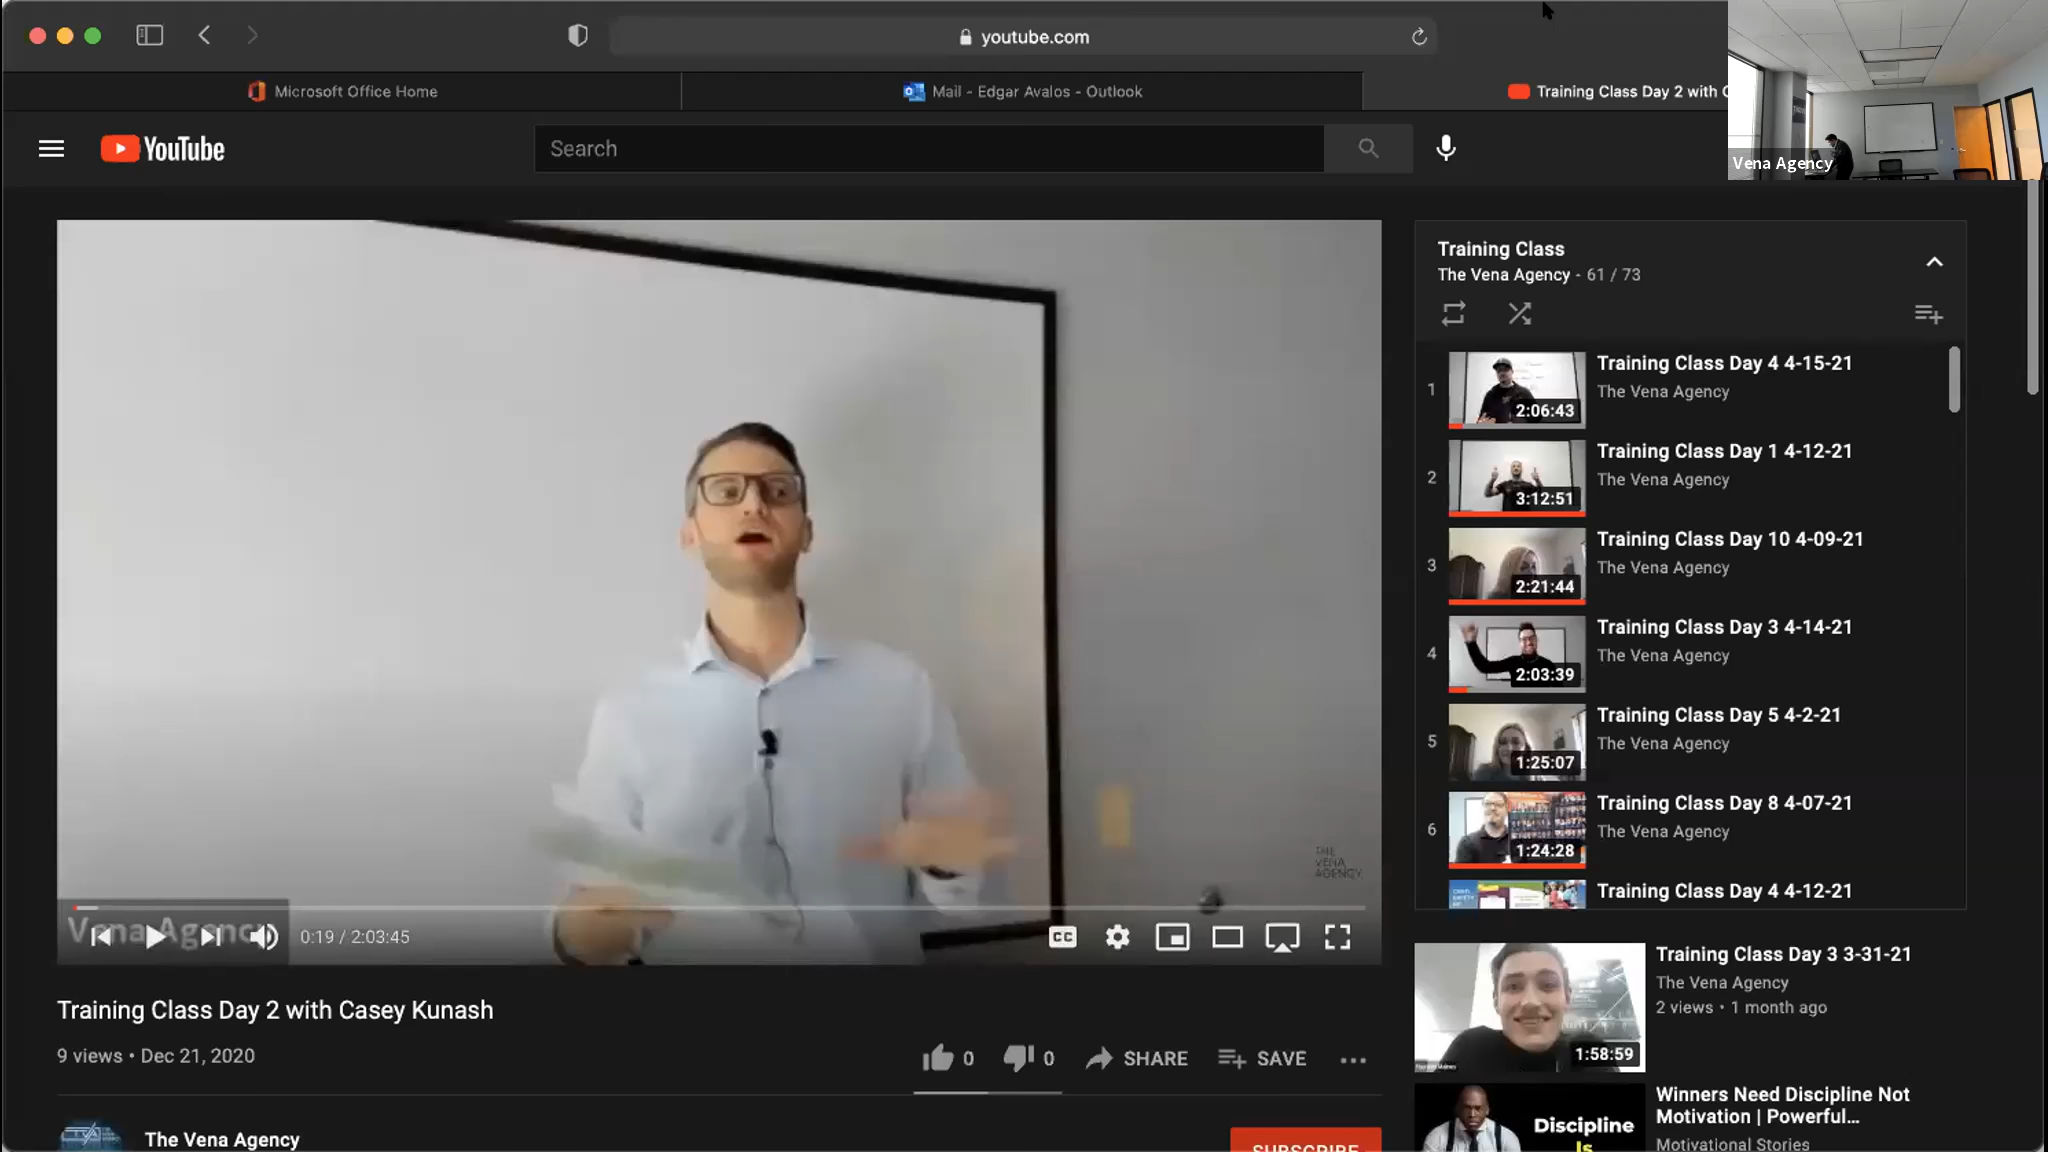 youtube.com
Microsoft Office Home
Mail - Edgar Avalos - Outlook
Training Class Day 2 with C
Vena Agency
YouTube
Search
Training Class
The Vena Agency - 61 / 73
1
2:06:43
Training Class Day 4 4-15-21
The Vena Agency
2
3:12:51
Training Class Day 1 4-12-21
The Vena Agency
3
2:21:44
Training Class Day 10 4-09-21
The Vena Agency
4
2:03:39
Training Class Day 3 4-14-21
The Vena Agency
5
1:25:07
Training Class Day 5 4-2-21
The Vena Agency
6
1:24:28
Training Class Day 8 4-07-21
The Vena Agency
Training Class Day 4 4-12-21
THE
VENA
AGENCY
Vena Agency
0:19 / 2:03:45
CC
Training Class Day 2 with Casey Kunash
9 views • Dec 21, 2020
0
0
SHARE
SAVE
The Vena Agency
SUBSCRIBE
1:58:59
Training Class Day 3 3-31-21
The Vena Agency
2 views • 1 month ago
Discipline
Is
Winners Need Discipline Not
Motivation | Powerful...
Motivational Stories